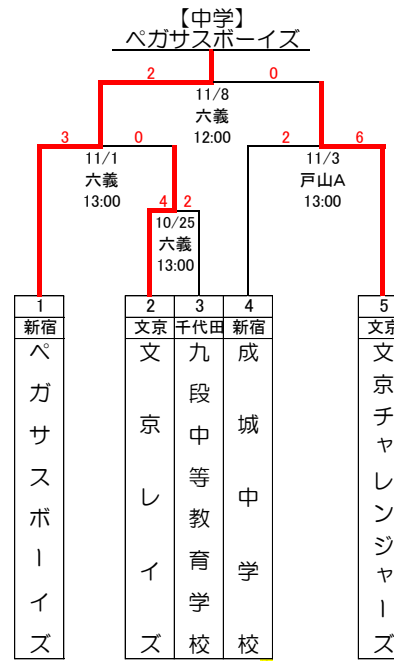 【中学】
ペガサスボーイズ
2 0
11/8
六義
12:00
3 0 2 6
11/1 11/3
六義 戸山A
13:00 13:00
4 2
10/25
六義
13:00
1 2 3 4 5
新宿 文京 千代田 新宿 文京
ペガサスボーイズ
文京レイズ
九段中等教育学校
成城中学校
文京チャレンジャーズ